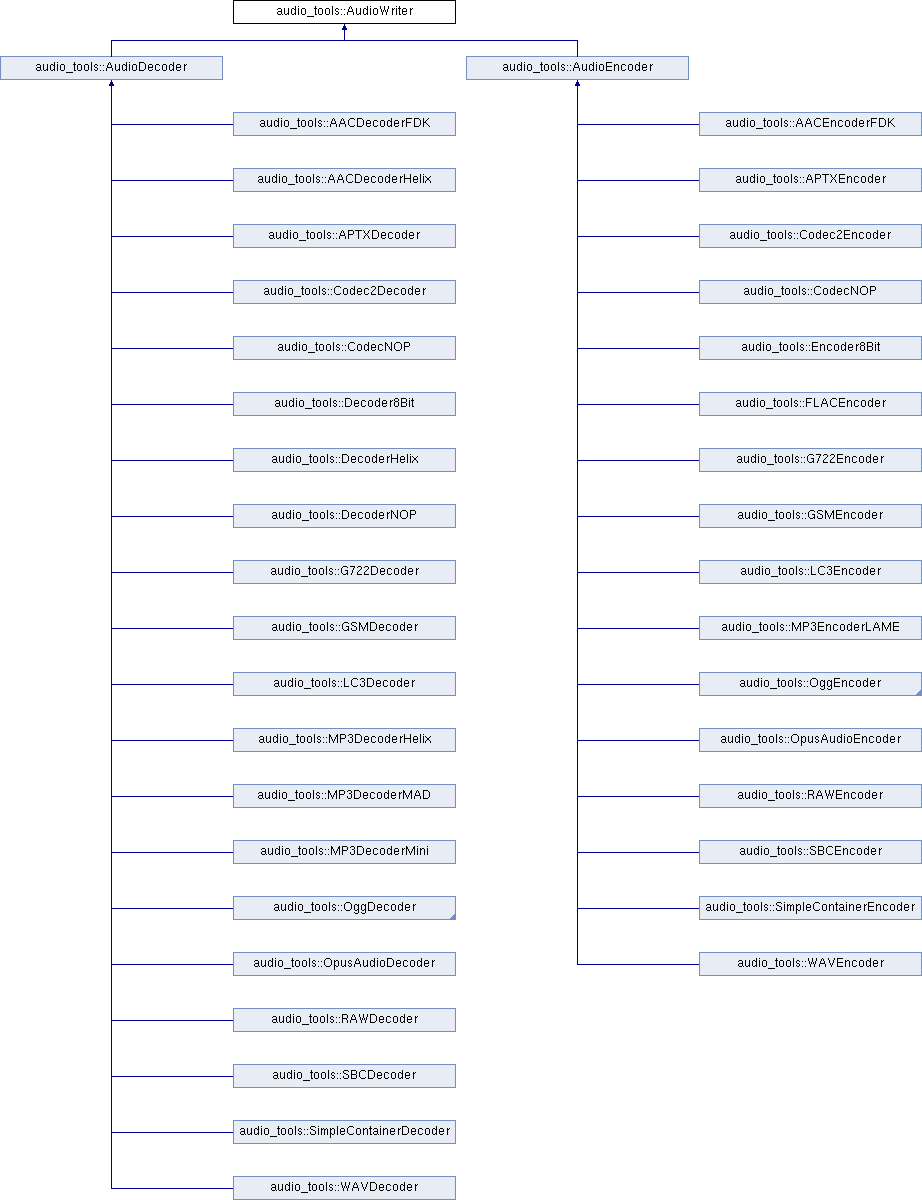 audio_tools::AudioWriter
audio_tools::AudioDecoder
audio_tools::AudioEncoder
audio_tools::AACDecoderFDK
audio_tools::AACEncoderFDK
audio_tools::AACDecoderHelix
audio_tools::APTXEncoder
audio_tools::APTXDecoder
audio_tools::Codec2Encoder
audio_tools::Codec2Decoder
audio_tools::CodecNOP
audio_tools::CodecNOP
audio_tools::Encoder8Bit
audio_tools::Decoder8Bit
audio_tools::FLACEncoder
audio_tools::DecoderHelix
audio_tools::G722Encoder
audio_tools::DecoderNOP
audio_tools::GSMEncoder
audio_tools::G722Decoder
audio_tools::LC3Encoder
audio_tools::GSMDecoder
audio_tools::MP3EncoderLAME
audio_tools::LC3Decoder
audio_tools::OggEncoder
audio_tools::MP3DecoderHelix
audio_tools::OpusAudioEncoder
audio_tools::MP3DecoderMAD
audio_tools::RAWEncoder
audio_tools::MP3DecoderMini
audio_tools::SBCEncoder
audio_tools::OggDecoder
audio_tools::SimpleContainerEncoder
audio_tools::OpusAudioDecoder
audio_tools::WAVEncoder
audio_tools::RAWDecoder
audio_tools::SBCDecoder
audio_tools::SimpleContainerDecoder
audio_tools::WAVDecoder